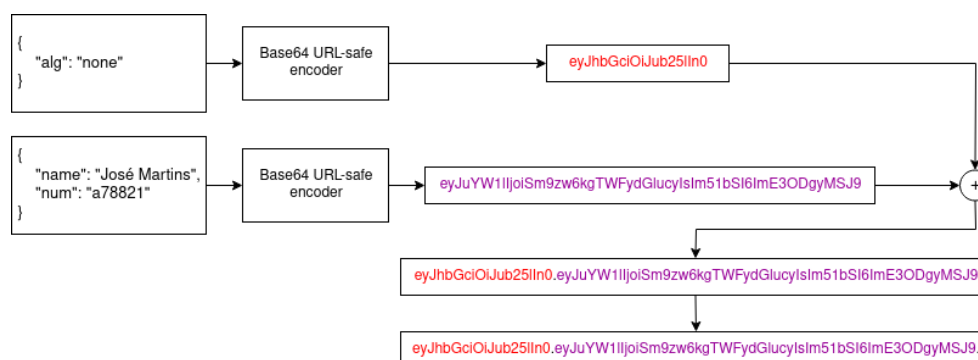 {
"alg": "none"
}
Base64 URL-safe
encoder
eyJhbGciOiJub25lIn0
{
"name": "José Martins",
"num": "a78821"
}
Base64 URL-safe
encoder
eyJuYW1lIjoiSm9zw6kgTWFydGlucyIsIm51bSI6ImE3ODgyMSJ9
+
eyJhbGciOiJub25lIn0.eyJuYW1lIjoiSm9zw6kgTWFydGlucyIsIm51bSI6ImE3ODgyMSJ9
eyJhbGciOiJub25lIn0.eyJuYW1lIjoiSm9zw6kgTWFydGlucyIsIm51bSI6ImE3ODgyMSJ9.